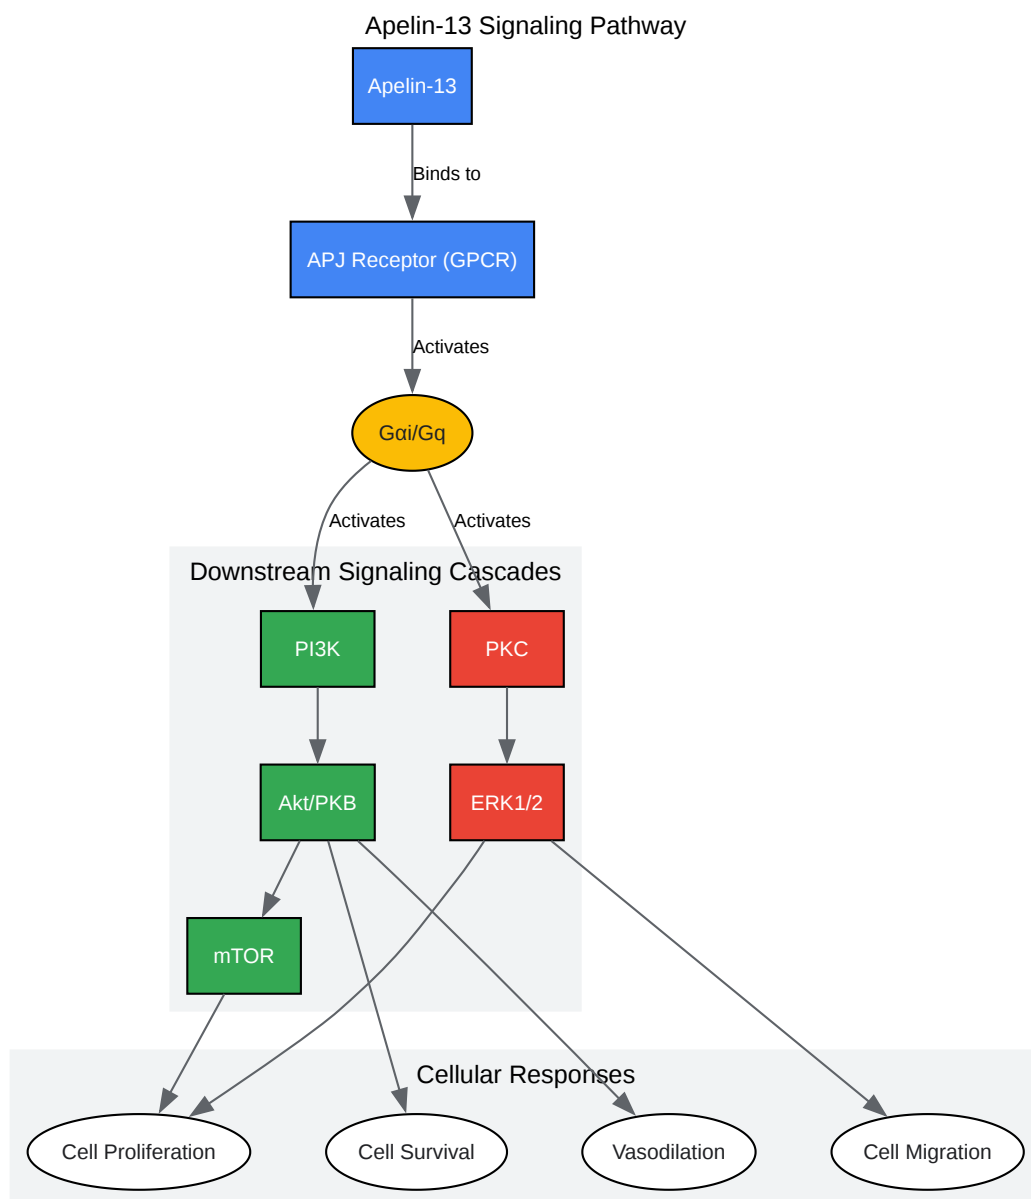 Apelin-13 Signaling Pathway
Apelin-13
Binds to
APJ Receptor (GPCR)
Activates
Gαi/Gq
Activates
Activates
Downstream Signaling Cascades
PI3K
PKC
Akt/PKB
ERK1/2
mTOR
Cellular Responses
Cell Proliferation
Cell Survival
Vasodilation
Cell Migration